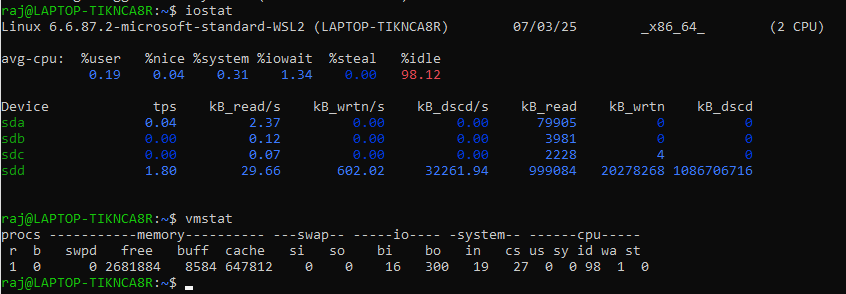 raj@LAPTOP-TIKNCA8R:~$ iostat
Linux 6.6.87.2-microsoft-standard-WSL2 (LAPTOP-TIKNCA8R)        07/03/25        _x86_64_        (2 CPU)
avg-cpu:  %user   %nice %system %iowait  %steal   %idle
           0.19    0.04    0.31    1.34    0.00   98.12
Device             tps    kB_read/s    kB_wrtn/s    kB_dscd/s    kB_read    kB_wrtn    kB_dscd
sda               0.04         2.37         0.00         0.00      79905          0          0
sdb               0.00         0.12         0.00         0.00       3981          0          0
sdc               0.00         0.07         0.00         0.00       2228          4          0
sdd               1.80        29.66       602.02     32261.94     999084   20278268 1086706716
raj@LAPTOP-TIKNCA8R:~$ vmstat
procs -----------memory---------- ---swap-- -----io---- -system-- ------cpu-----
 r  b   swpd   free   buff  cache   si   so    bi    bo   in   cs us sy id wa st
 1  0      0 2681884   8584 647812    0    0    16   300   19   27  0  0 98  1  0
raj@LAPTOP-TIKNCA8R:~$